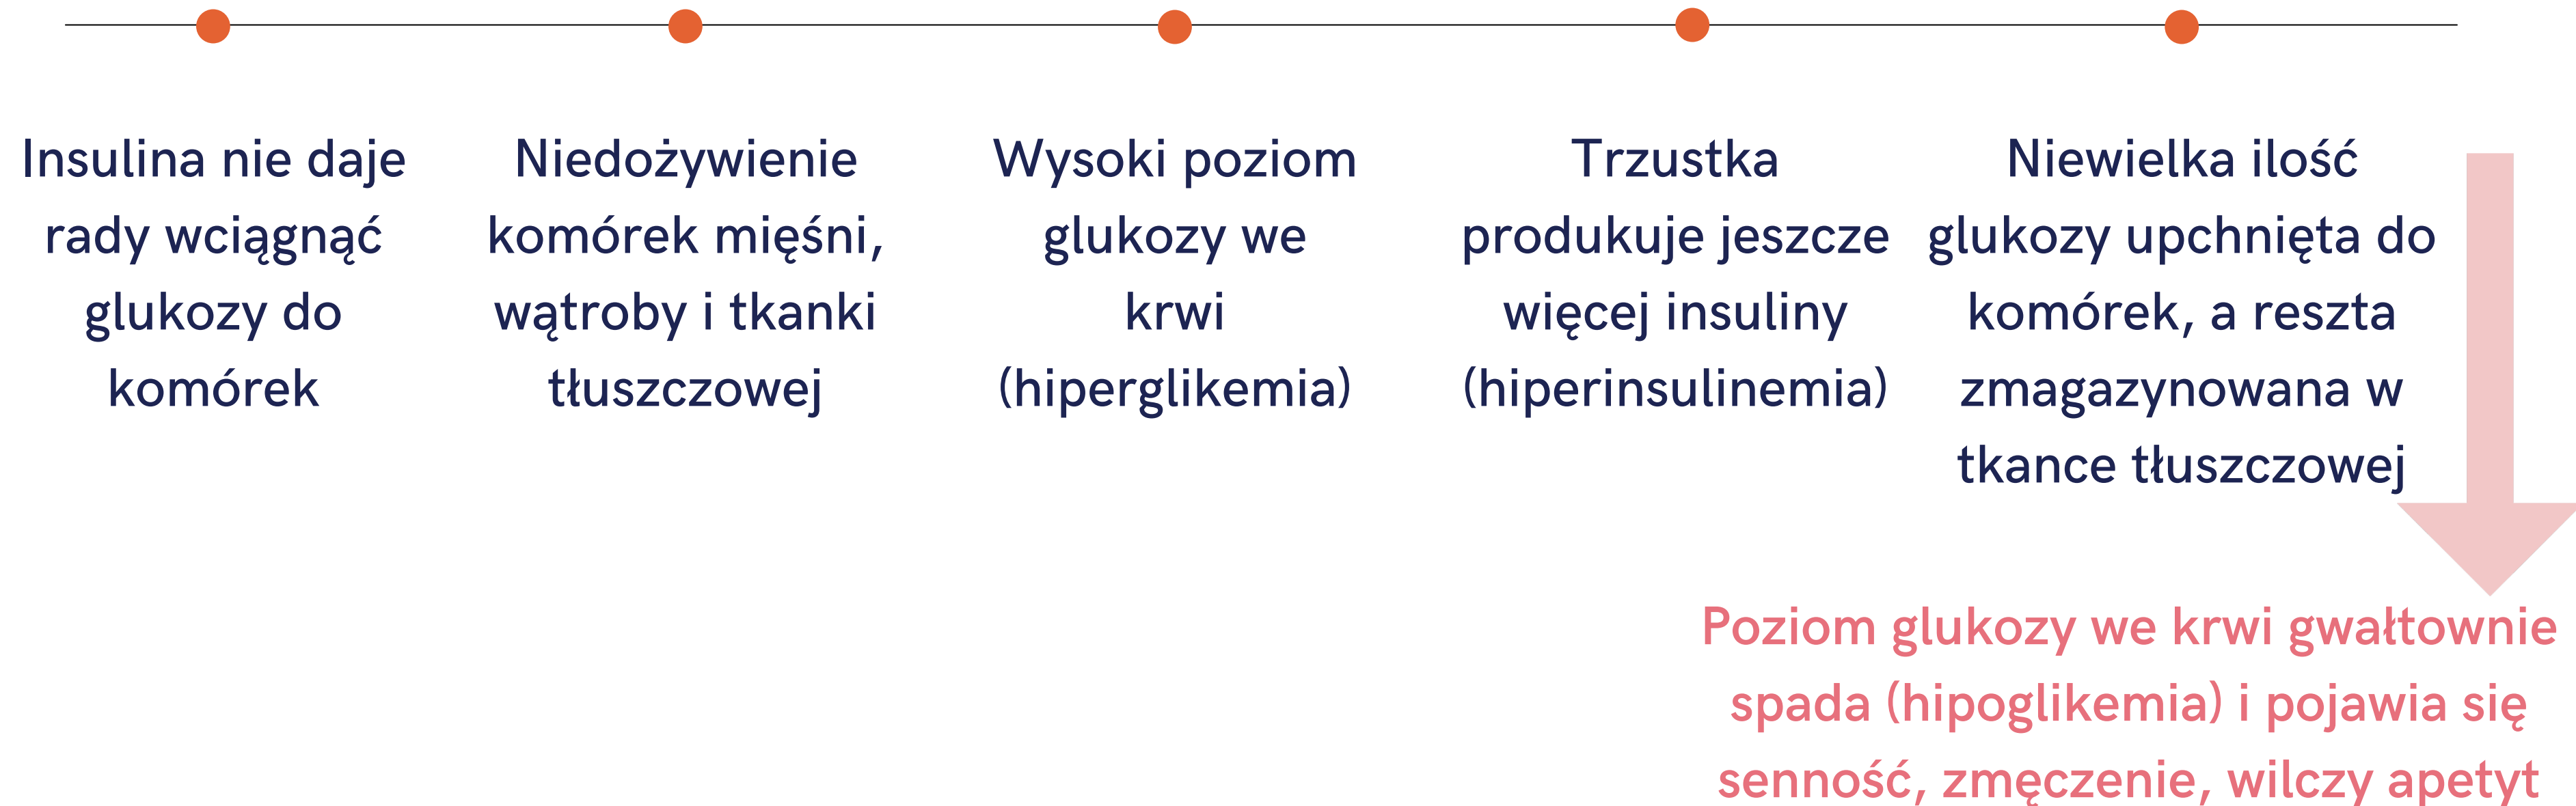 Insulina nie daje
rady wciągnąć
glukozy do
komórek
Niedożywienie
komórek mięśni,
wątroby i tkanki
tłuszczowej
Wysoki poziom
glukozy we
krwi
(hiperglikemia)
Trzustka
produkuje jeszcze
więcej insuliny
(hiperinsulinemia)
Niewielka ilość
glukozy upchnięta do
komórek, a reszta
zmagazynowana w
tkance tłuszczowej
Poziom glukozy we krwi gwałtownie
spada (hipoglikemia) i pojawia się
senność, zmęczenie, wilczy apetyt